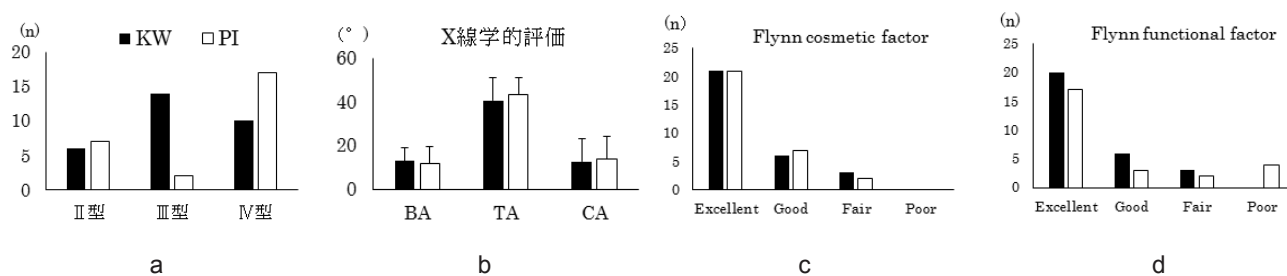 (n)
■ KW □ PI
20
15
10
5
0
Ⅱ型 Ⅲ型 Ⅳ型
a
(°) X線学的評価
60
40
20
0
BA TA CA
b
(n) Flynn cosmetic factor
25
20
15
10
5
0
Excellent Good Fair Poor
c
(n) Flynn functional factor
25
20
15
10
5
0
Excellent Good Fair Poor
d